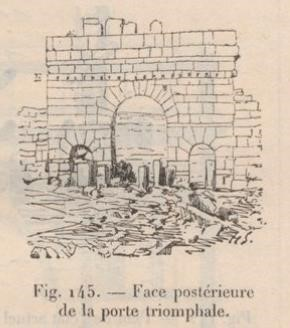 Fig. 145. — Face postérieure
de la porte triomphale.